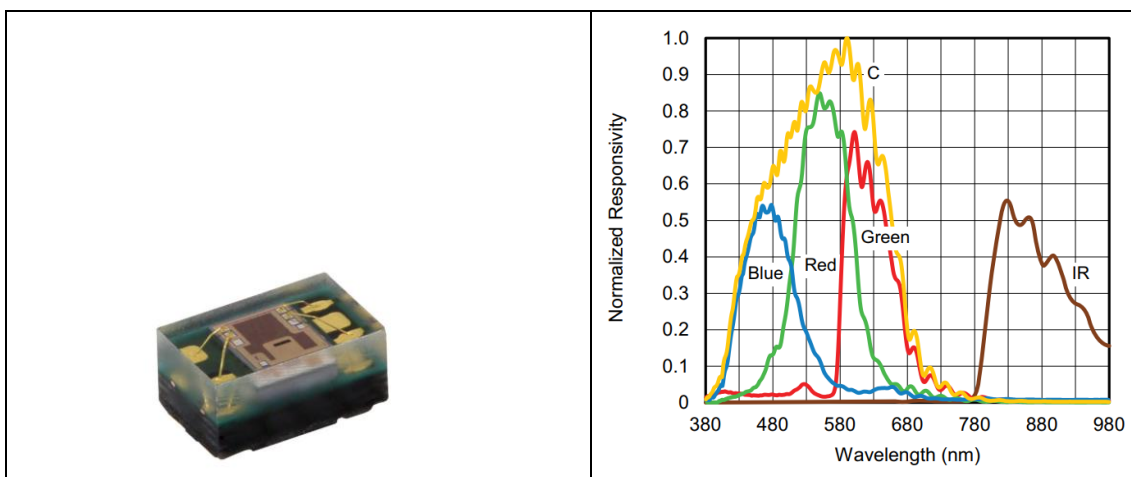 Normalized Responsivity
1.0
0.9
0.8
0.7
0.6
0.5
0.4
0.3
0.2
0.1
0
C
Green
Blue
Red
IR
380 480 580 680 780 880 980
Wavelength (nm)